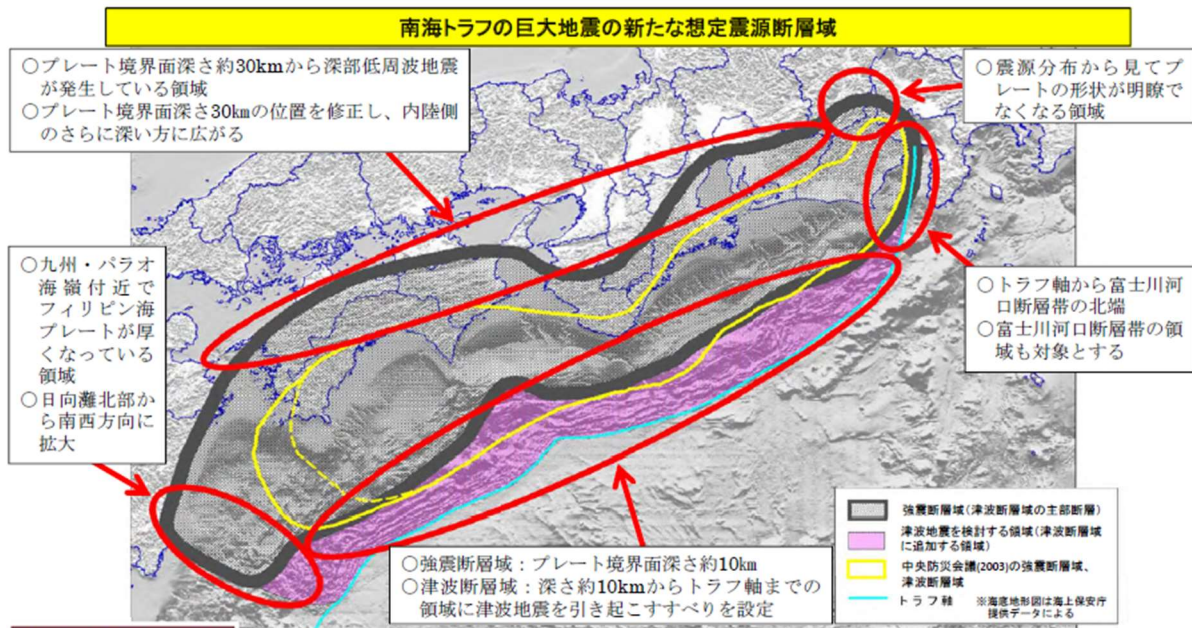 南海トラフの巨大地震の新たな想定震源断層域
○プレート境界面深さ約30kmから深部低周波地震
が発生している領域
○プレート境界面深さ30kmの位置を修正し、内陸側
のさらに深い方に広がる
○震源分布から見てプ
レートの形状が明瞭
でなくなる領域
○九州・パラオ
海嶺付近で
フィリピン海
プレートが厚
くなっている
領域
○日向灘北部か
ら南西方向に
拡大
○トラフ軸から富士川河
口断層帯の北端
○富士川河口断層帯の領
域も対象とする
○強震断層域：プレート境界面深さ約10km
○津波断層域：深さ約10kmからトラフ軸までの
領域に津波地震を引き起こすすべりを設定
強震断層域(津波断層域の主部断層)
津波地震を検討する領域(津波断層域
に追加する領域)
中央防災会議(2003)の強震断層域、
津波断層域
トラフ軸
※海底地形図は海上保安庁
提供データによる